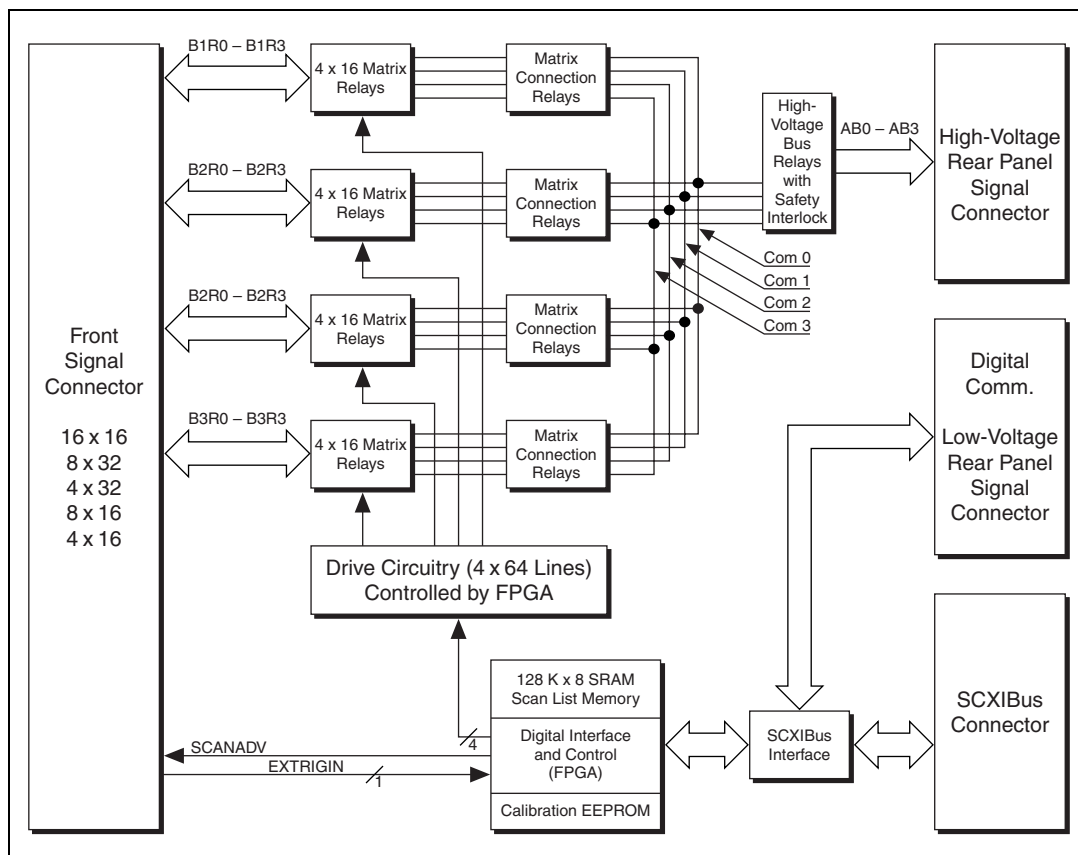 B1R0 – B1R3
4 x 16 Matrix
Relays
Matrix
Connection
Relays
High-
Voltage
Bus
Relays
with
Safety
Interlock
AB0 – AB3
High-Voltage
Rear Panel
Signal
Connector
B2R0 – B2R3
4 x 16 Matrix
Relays
Matrix
Connection
Relays
Com 0
Com 1
Com 2
Com 3
B2R0 – B2R3
4 x 16 Matrix
Relays
Matrix
Connection
Relays
Front
Signal
Connector
16 x 16
8 x 32
4 x 32
8 x 16
4 x 16
Digital
Comm.
Low-Voltage
Rear Panel
Signal
Connector
B3R0 – B3R3
4 x 16 Matrix
Relays
Matrix
Connection
Relays
Drive Circuitry (4 x 64 Lines)
Controlled by FPGA
128 K x 8 SRAM
Scan List Memory
4
Digital Interface
and Control
(FPGA)
Calibration EEPROM
SCANADV
EXTRIGIN
1
SCXIBus
Interface
SCXIBus
Connector